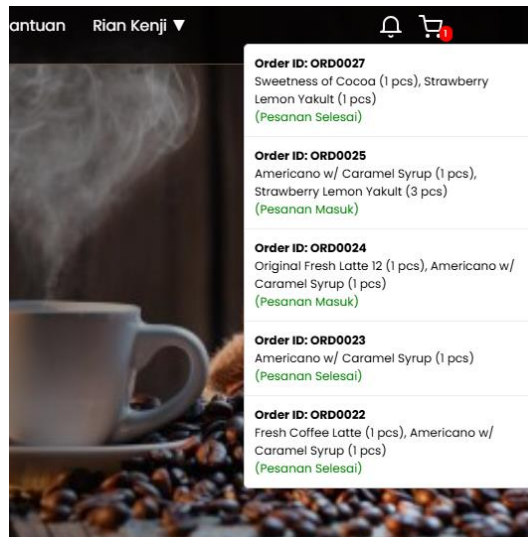 antuan Rian Kenji ▼
1
Order ID: ORD0027
Sweetness of Cocoa (1 pcs), Strawberry
Lemon Yakult (1 pcs)
(Pesanan Selesai)
Order ID: ORD0025
Americano w/ Caramel Syrup (1 pcs),
Strawberry Lemon Yakult (3 pcs)
(Pesanan Masuk)
Order ID: ORD0024
Original Fresh Latte 12 (1 pcs), Americano w/
Caramel Syrup (1 pcs)
(Pesanan Masuk)
Order ID: ORD0023
Americano w/ Caramel Syrup (1 pcs)
(Pesanan Selesai)
Order ID: ORD0022
Fresh Coffee Latte (1 pcs), Americano w/
Caramel Syrup (1 pcs)
(Pesanan Selesai)